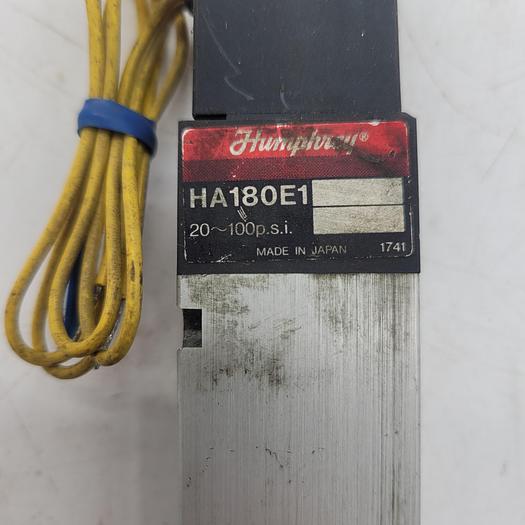 Humphrey®
HA180E1
20~100p.s.i.
MADE IN JAPAN 1741